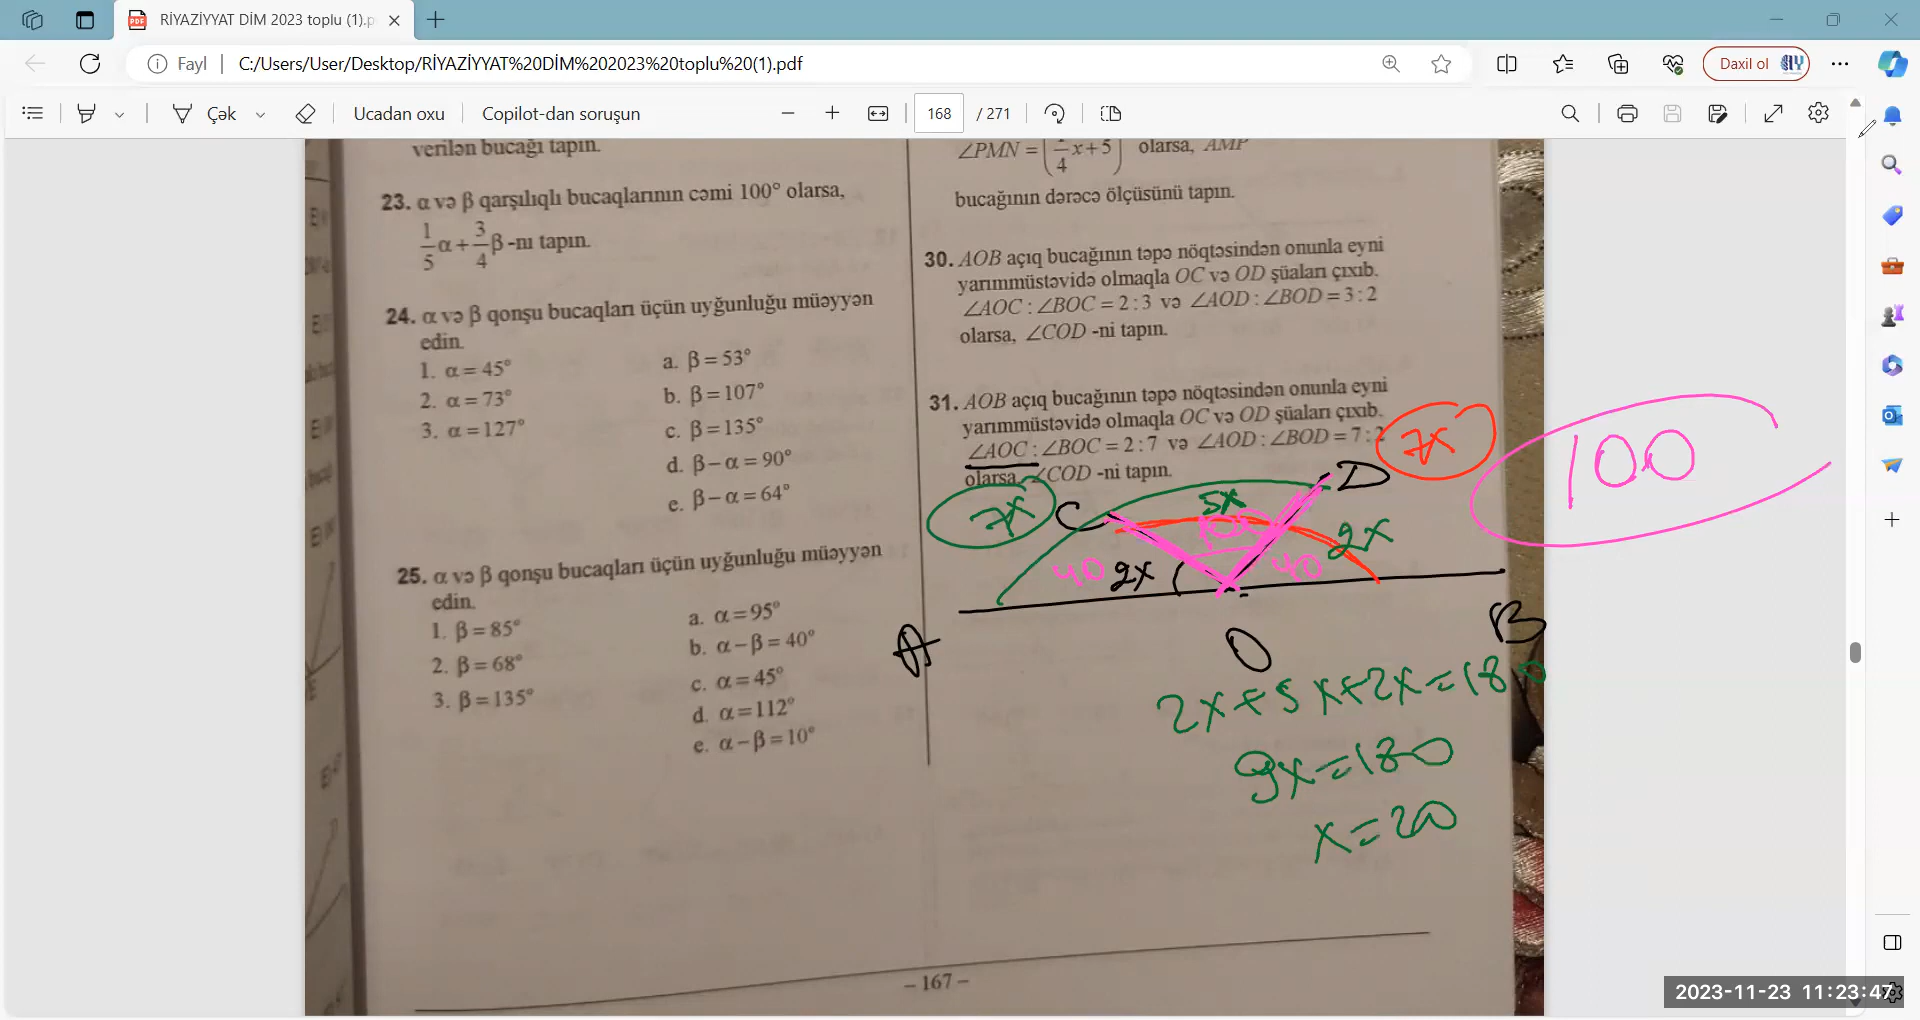 RİYAZİYYAT DİM 2023 toplu (1).p
Fayl
C:/Users/User/Desktop/RİYAZİYYAT%20DİM%202023%20toplu%20(1).pdf
Daxil ol
Çək
Ucadan oxu
Copilot-dan soruşun
168 / 271
verilən bucağı tapın.
23. α və β qarşılıqlı bucaqlarının cəmi 100° olarsa,
1/5 α + 3/4 β -nı tapın.
24. α və β qonşu bucaqları üçün uyğunluğu müəyyən
edin.
1. α = 45°
2. α = 73°
3. α = 127°
a. β = 53°
b. β = 107°
c. β = 135°
d. β – α = 90°
e. β – α = 64°
25. α və β qonşu bucaqları üçün uyğunluğu müəyyən
edin.
1. β = 85°
2. β = 68°
3. β = 135°
a. α = 95°
b. α – β = 40°
c. α = 45°
d. α = 112°
e. α – β = 10°
∠PMN = ( /4 x + 5) olarsa, AMP
bucağının dərəcə ölçüsünü tapın.
30. AOB açıq bucağının təpə nöqtəsindən onunla eyni
yarımmüstəvidə olmaqla OC və OD şüaları çıxıb.
∠AOC : ∠BOC = 2 : 3 və ∠AOD : ∠BOD = 3 : 2
olarsa, ∠COD -ni tapın.
31. AOB açıq bucağının təpə nöqtəsindən onunla eyni
yarımmüstəvidə olmaqla OC və OD şüaları çıxıb.
∠AOC : ∠BOC = 2 : 7 və ∠AOD : ∠BOD = 7 : 2
olarsa, ∠COD -ni tapın.
7x
100
7x
C
5x
D
100
2x
40
2x
40
A
O
B
2x+5x+2x=180
9x=180
x=20
– 167 –
2023-11-23 11:23:47